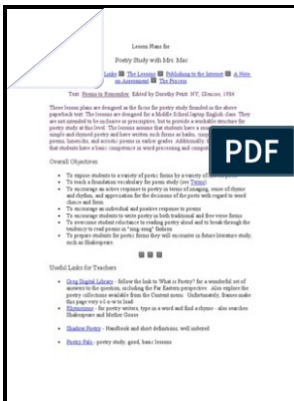 Lesson Plans for
Poetry Study with Mrs. Mac
Links The Lessons Publishing to the Internet A Note
on Assessment The Process
Text: Poems to Remember. Edited by Dorothy Petitt. NY, Glencoe, 1984
These lesson plans are designed as the focus for poetry study founded in the above
paperback text. The lessons are designed for a Middle School laptop English class. They
are not intended to be inclusive or prescriptive, but to provide a workable structure for
poetry study at this level. The lessons assume that students have a
simple and rhymed poetry and have written such forms as haiku,
poems, limericks, and acrostic poems in earlier grades. Additionally,
that students have a basic competence in word processing and
PDF
Overall Objectives
To expose students to a variety of poetic forms by a variety of
To teach a foundation vocabulary for poem study (see Terms)
To encourage an active response to poetry in terms of imaging, sense of rhyme
and rhythm, and appreciation for the decisions of the poets with regard to word
choice and form
To encourage an individual and positive response to poems
To encourage students to write poetry in both traditional and free verse forms
To overcome student reluctance to reading poetry aloud and to break through the
tendency to read poems in "sing-song" fashion
To prepare students for poetic forms they will encounter in future literature study,
such as Shakespeare
Useful Links for Teachers
Greg Digital Library - follow the link to What is Poetry? for a wonderful set of
answers to the question, including the Far Eastern perspective. Also explore the
poetry collections available from the Content menu. Unfortunately, frames make
this page very s-l-o-w to load
- for poetry writers, type in a word and find a rhyme - also searches
Shakespeare and Mother Goose
Shadow Poetry - Handbook and short definitions, well indexed
Poetry Pals - poetry study, good, basic lessons